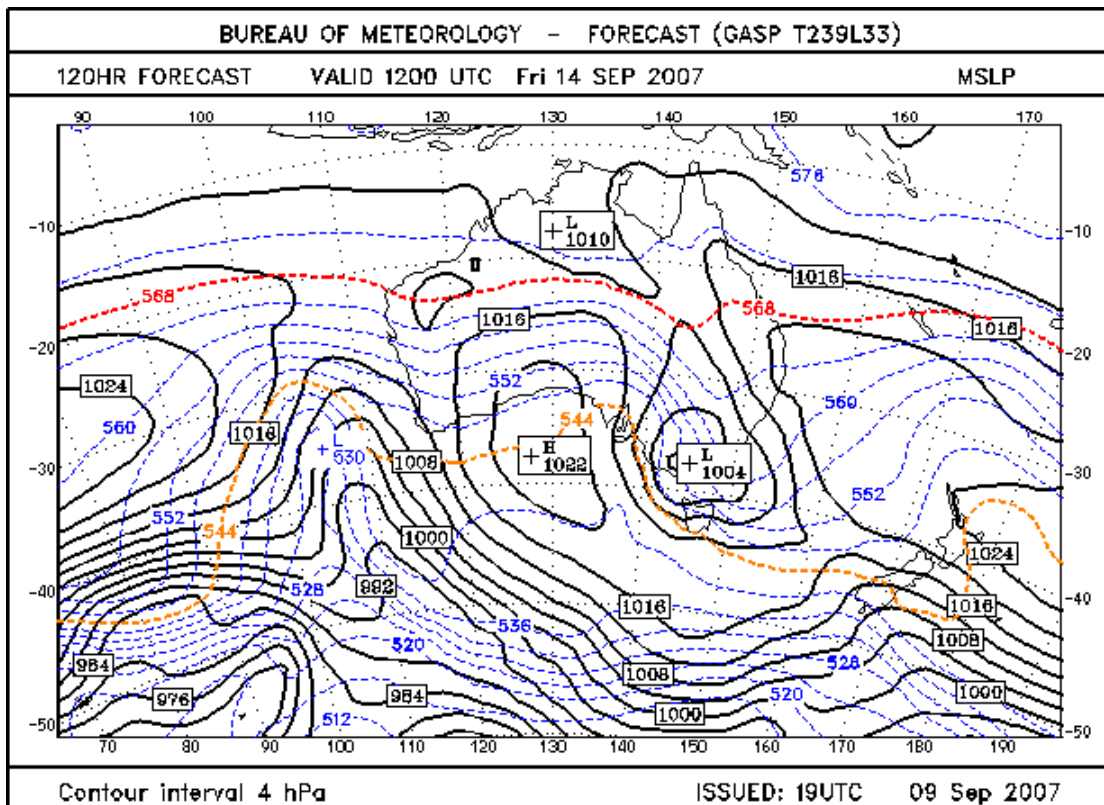 BUREAU OF METEOROLOGY - FORECAST (GASP T239L33)
120HR FORECAST VALID 1200 UTC Fri 14 SEP 2007 MSLP
90 100 110 120 130 140 150 160 170
576
-10 L 1010 -10
1016
568 568
1016 1016
-20 -20
1024 552
560 560
1016 544
L 530 1008 H 1022 L 1004
-30 -30
552 552
544 1000 1024
992
528
-40 1016 1016 -40
536
520 1008
984 528
1008
976 984 520 1000
512 1000
-50 -50
70 80 90 100 110 120 130 140 150 160 170 180 190
Contour interval 4 hPa ISSUED: 19UTC 09 Sep 2007